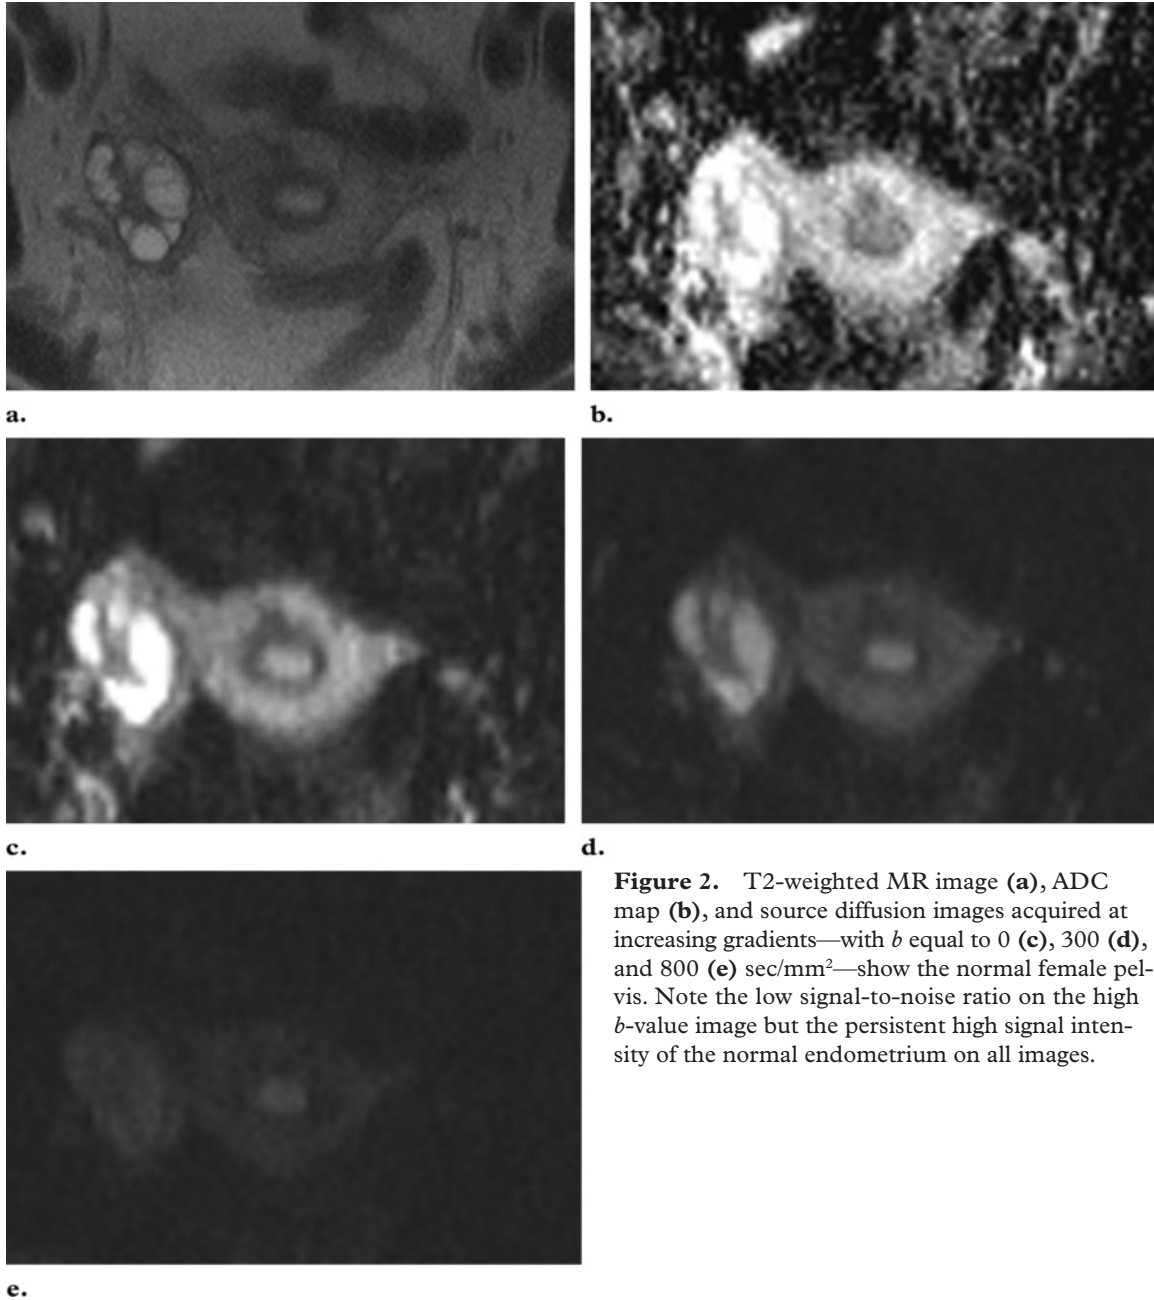 a.
b.
c.
d.
Figure 2. T2-weighted MR image (a), ADC
map (b), and source diffusion images acquired at
increasing gradients—with b equal to 0 (c), 300 (d),
and 800 (e) sec/mm²—show the normal female pel-
vis. Note the low signal-to-noise ratio on the high
b-value image but the persistent high signal inten-
sity of the normal endometrium on all images.
e.